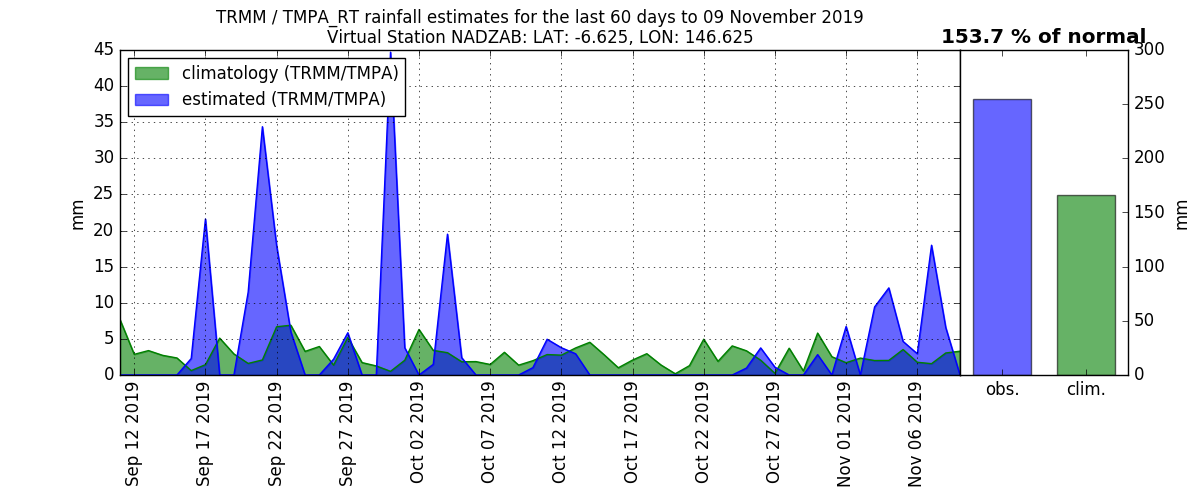 TRMM / TMPA_RT rainfall estimates for the last 60 days to 09 November 2019
Virtual Station NADZAB: LAT: -6.625, LON: 146.625
153.7 % of normal
climatology (TRMM/TMPA)
estimated (TRMM/TMPA)
45
40
35
30
25
20
15
10
5
0
mm
Sep 12 2019
Sep 17 2019
Sep 22 2019
Sep 27 2019
Oct 02 2019
Oct 07 2019
Oct 12 2019
Oct 17 2019
Oct 22 2019
Oct 27 2019
Nov 01 2019
Nov 06 2019
obs.
clim.
300
250
200
150
100
50
0
mm